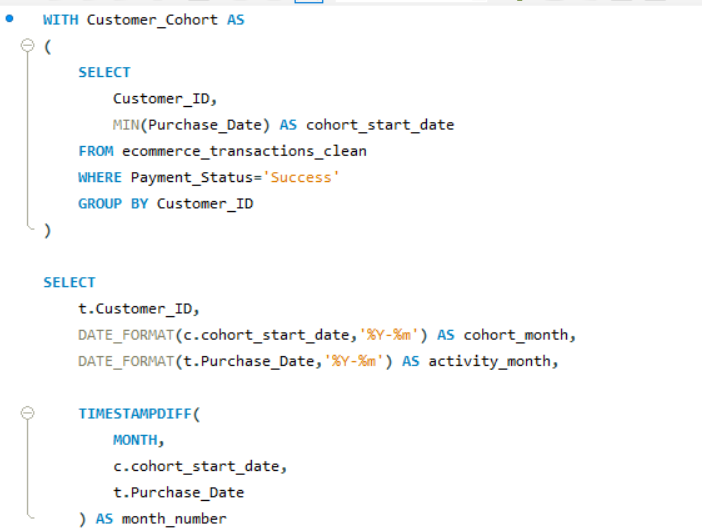 WITH Customer_Cohort AS
(
SELECT
Customer_ID,
MIN(Purchase_Date) AS cohort_start_date
FROM ecommerce_transactions_clean
WHERE Payment_Status='Success'
GROUP BY Customer_ID
)
SELECT
t.Customer_ID,
DATE_FORMAT(c.cohort_start_date,'%Y-%m') AS cohort_month,
DATE_FORMAT(t.Purchase_Date,'%Y-%m') AS activity_month,
TIMESTAMPDIFF(
MONTH,
c.cohort_start_date,
t.Purchase_Date
) AS month_number